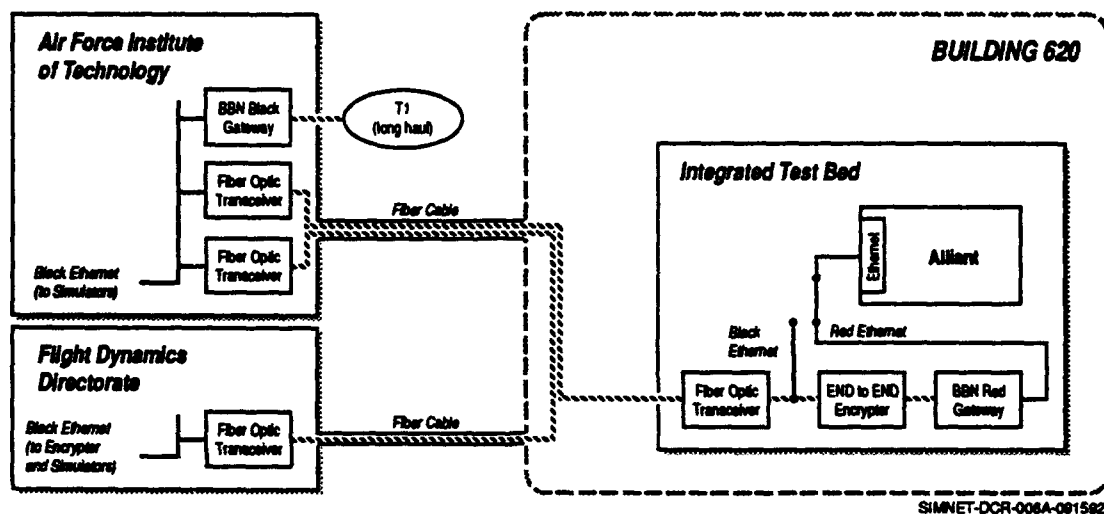 Air Force Institute
of Technology
BBN Black
Gateway
T1
(long haul)
Fiber Optic
Transceiver
Fiber Optic
Transceiver
Black Ethernet
(to Simulators)
Fiber Cable
Flight Dynamics
Directorate
Black Ethernet
(to Encrypter
and Simulators)
Fiber Optic
Transceiver
Fiber Cable
BUILDING 620
Integrated Test Bed
Ethernet
Alliant
Black
Ethernet
Red Ethernet
Fiber Optic
Transceiver
END to END
Encrypter
BBN Red
Gateway
SIMNET-DCR-006A-091592